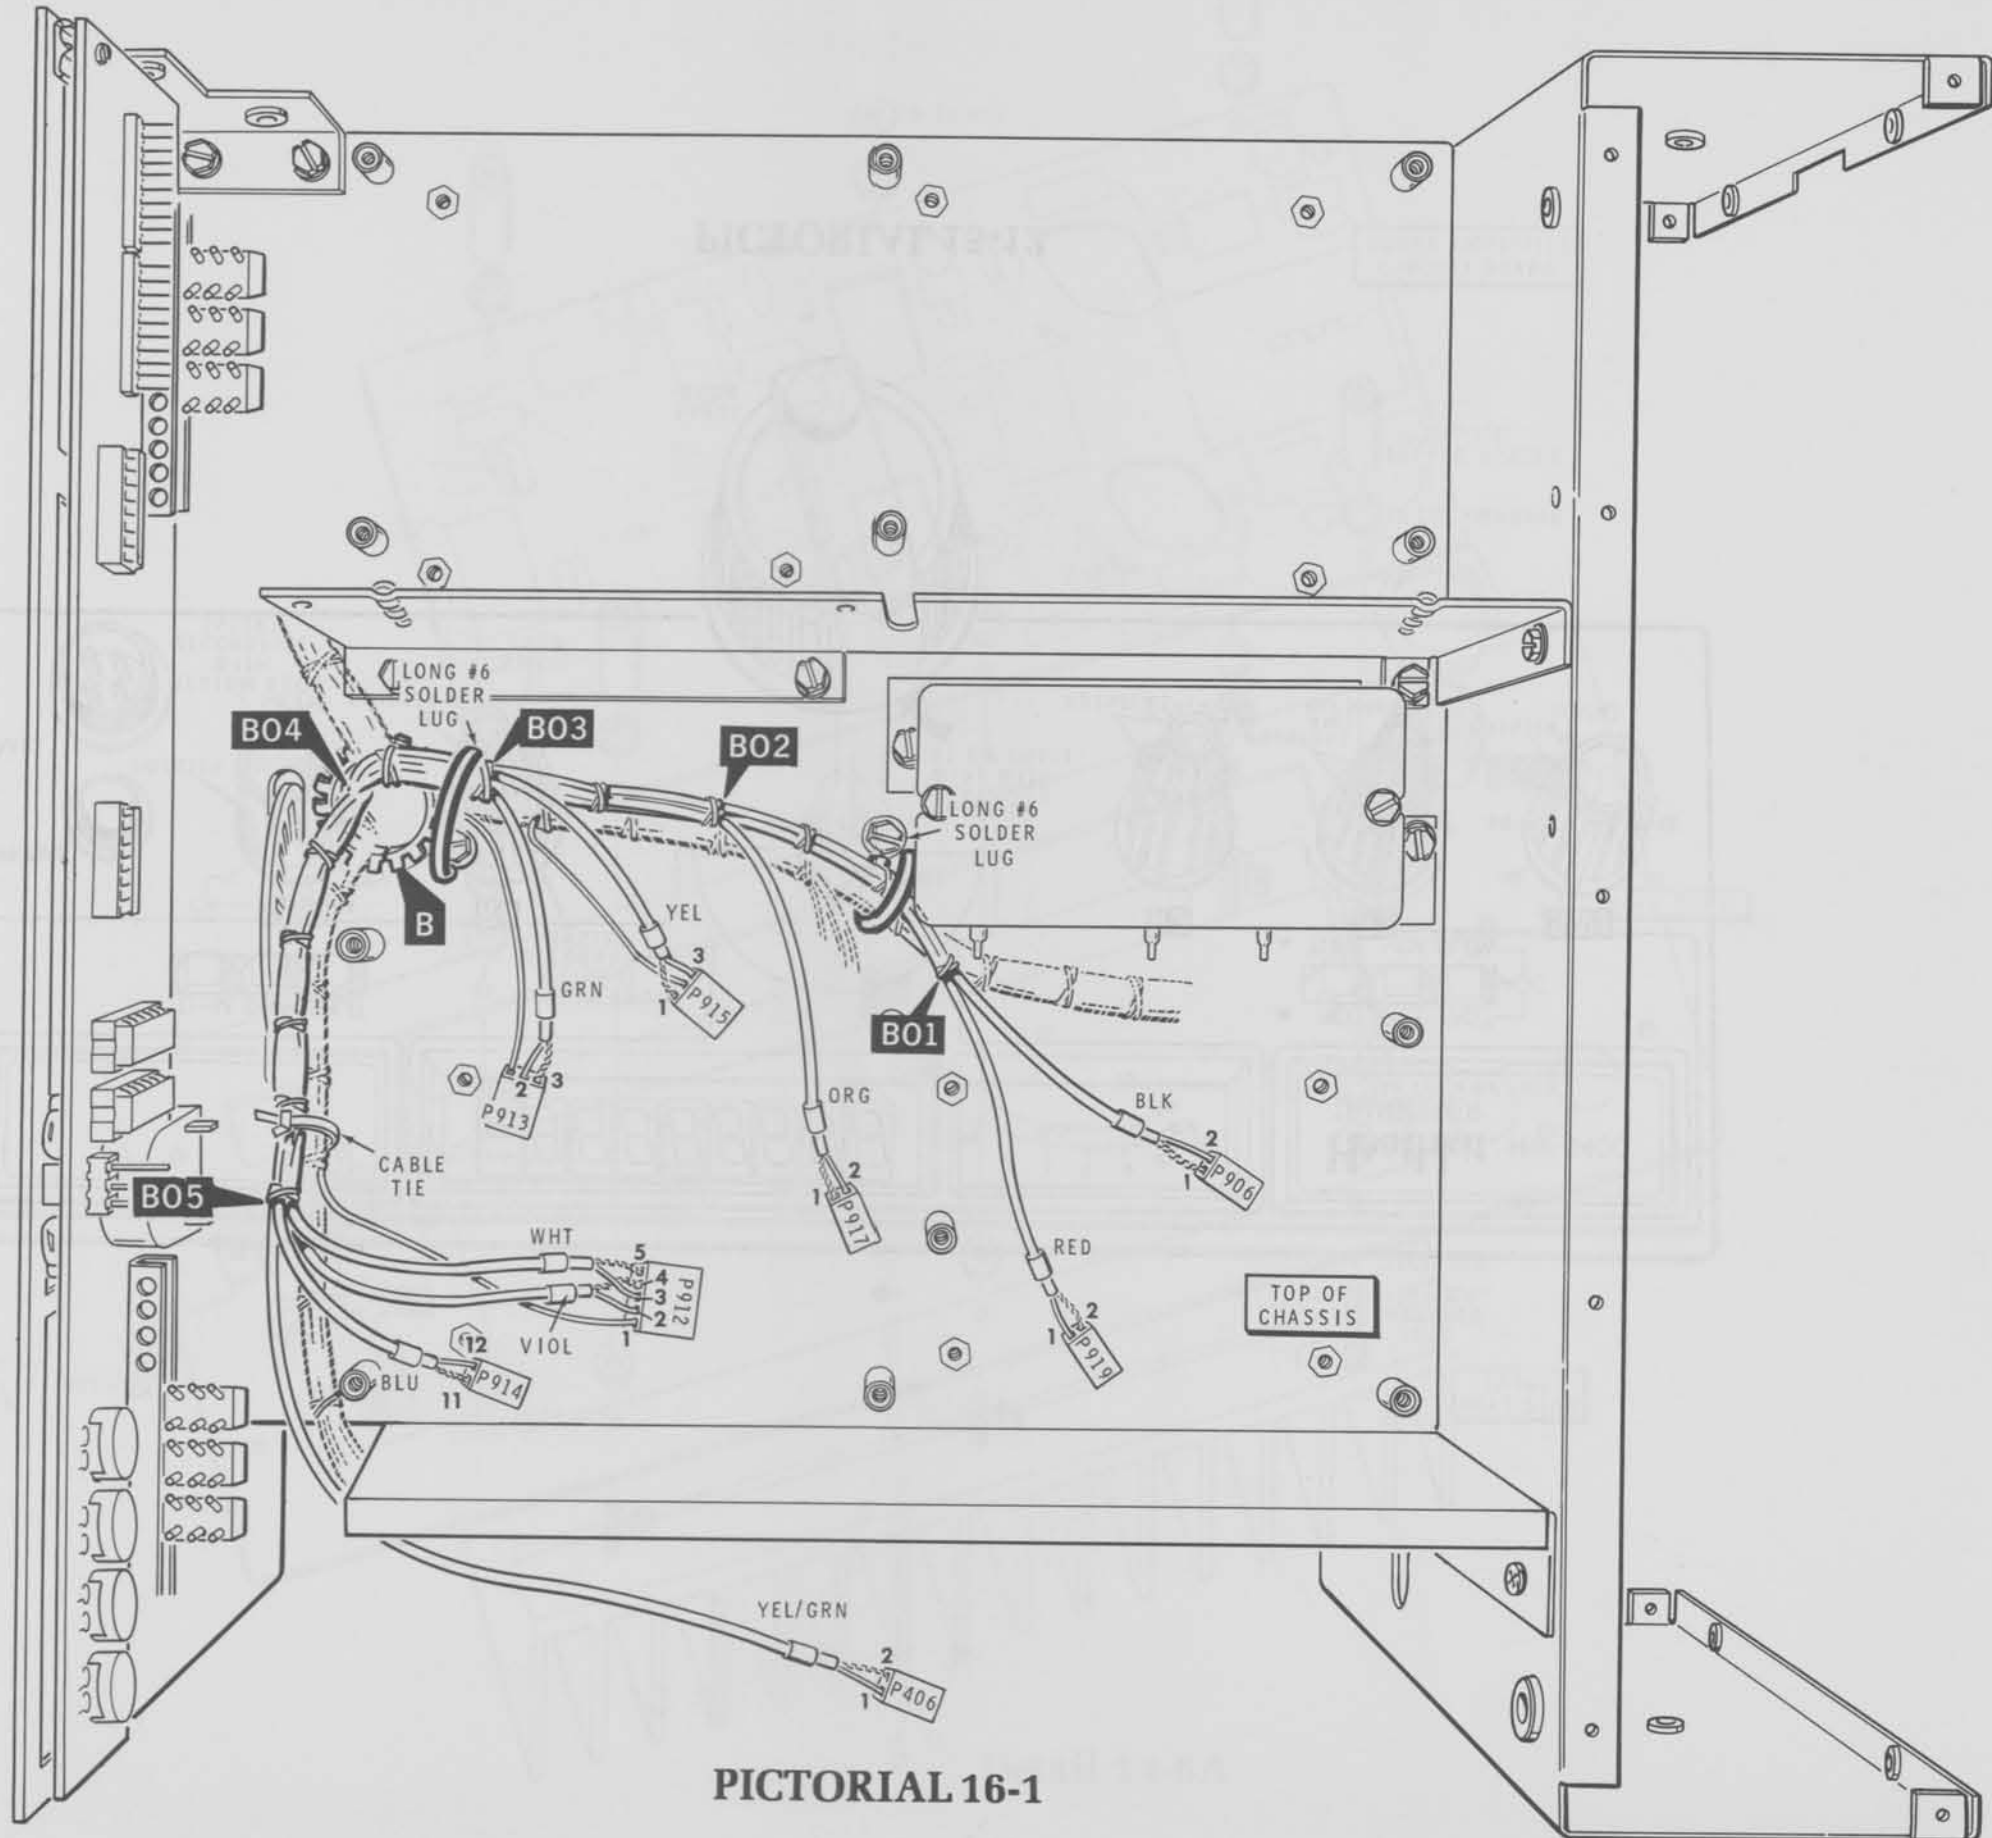 LONG #6
SOLDER
LUG
BO4
BO3
BO2
LONG #6
SOLDER
LUG
B
YEL
3
1
P915
GRN
2
3
P913
BO1
ORG
BLK
2
1
P906
CABLE
TIE
BO5
1
2
P917
WHT
5
4
3
2
1
P912
VIOL
RED
2
1
P919
TOP OF
CHASSIS
12
11
P914
BLU
YEL/GRN
2
1
P406
PICTORIAL 16-1